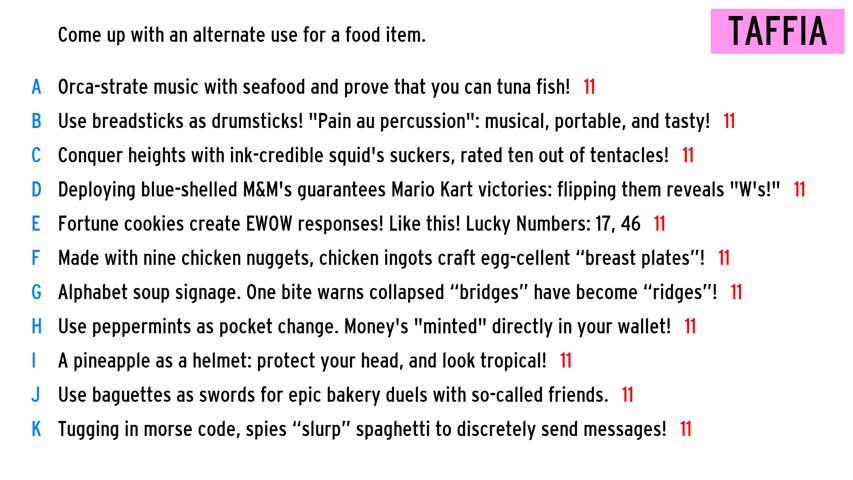 Come up with an alternate use for a food item.
TAFFIA
A Orca-strate music with seafood and prove that you can tuna fish! 11
B Use breadsticks as drumsticks! "Pain au percussion": musical, portable, and tasty! 11
C Conquer heights with ink-credible squid's suckers, rated ten out of tentacles! 11
D Deploying blue-shelled M&M's guarantees Mario Kart victories: flipping them reveals "W's!" 11
E Fortune cookies create EWOW responses! Like this! Lucky Numbers: 17, 46 11
F Made with nine chicken nuggets, chicken ingots craft egg-cellent “breast plates”! 11
G Alphabet soup signage. One bite warns collapsed “bridges” have become “ridges”! 11
H Use peppermints as pocket change. Money's "minted" directly in your wallet! 11
I A pineapple as a helmet: protect your head, and look tropical! 11
J Use baguettes as swords for epic bakery duels with so-called friends. 11
K Tugging in morse code, spies “slurp” spaghetti to discretely send messages! 11